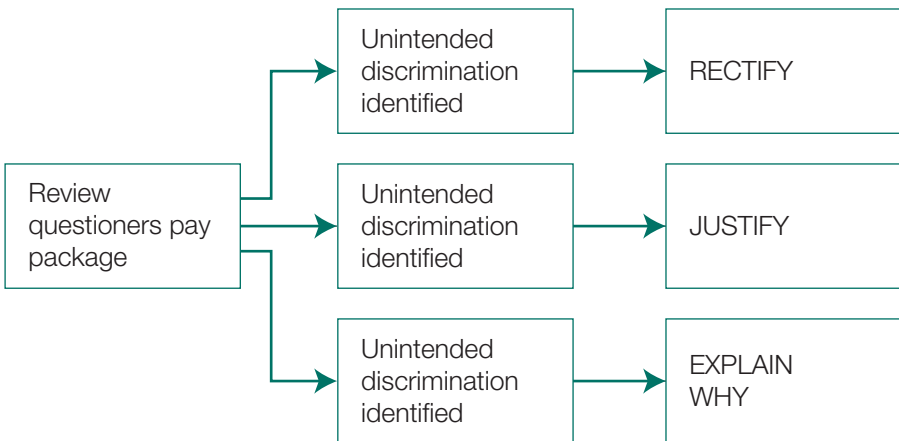 Unintended
discrimination
identified
RECTIFY
Review
questioners pay
package
Unintended
discrimination
identified
JUSTIFY
Unintended
discrimination
identified
EXPLAIN
WHY